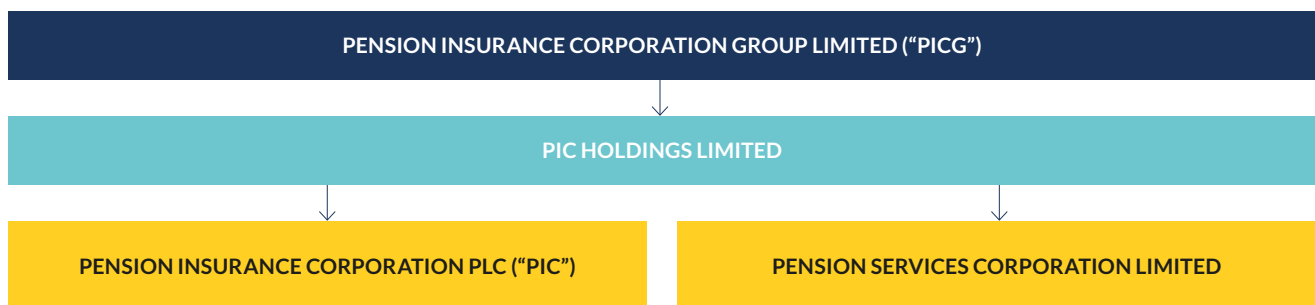 PENSION INSURANCE CORPORATION GROUP LIMITED (“PICG”)
PIC HOLDINGS LIMITED
PENSION INSURANCE CORPORATION PLC (“PIC”)
PENSION SERVICES CORPORATION LIMITED